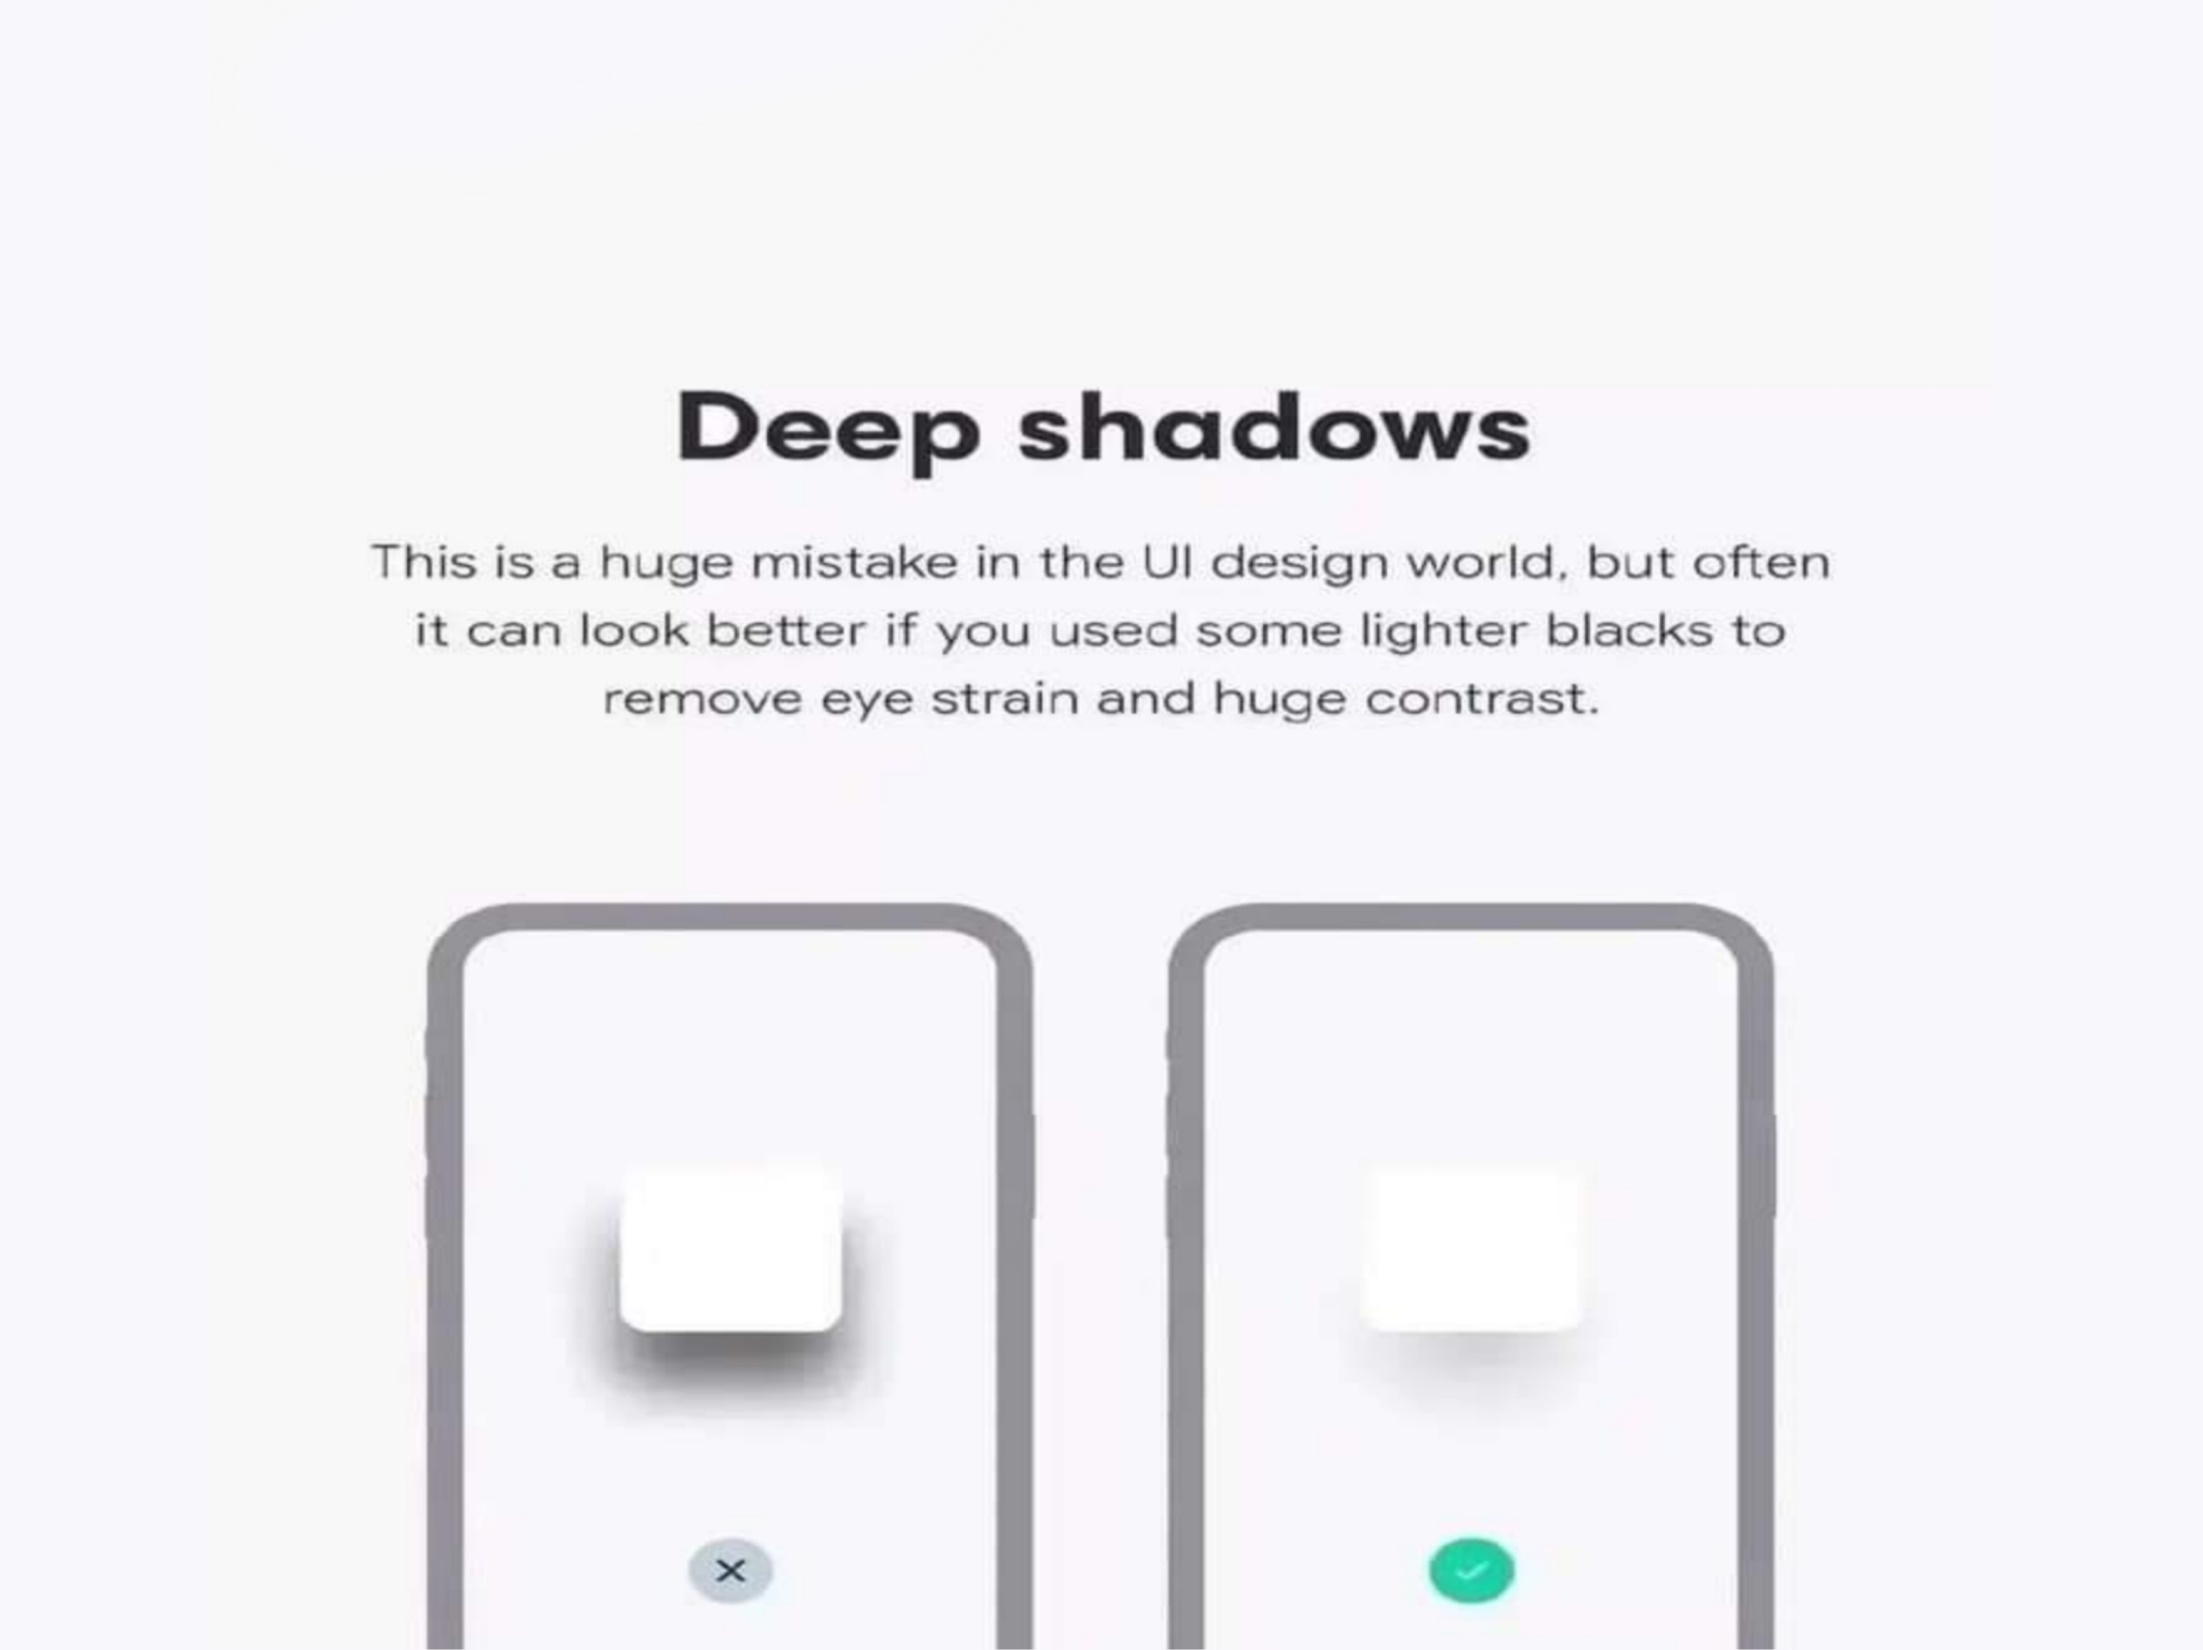 Deep shadows
This is a huge mistake in the UI design world, but often
it can look better if you used some lighter blacks to
remove eye strain and huge contrast.